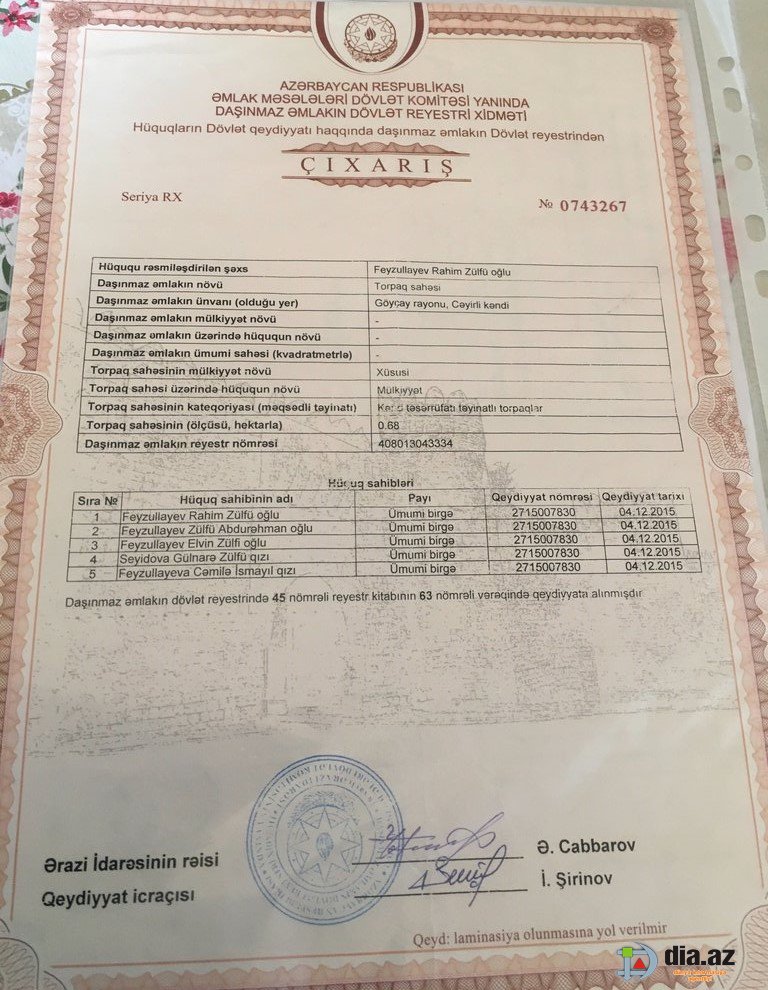 AZƏRBAYCAN RESPUBLİKASI
ƏMLAK MƏSƏLƏLƏRİ DÖVLƏT KOMİTƏSİ YANINDA
DAŞINMAZ ƏMLAKIN DÖVLƏT REYESTRİ XİDMƏTİ
Hüquqların Dövlət qeydiyyatı haqqında daşınmaz əmlakın Dövlət reyestrindən
ÇIXARIŞ
Seriya RX № 0743267
Hüququ rəsmiləşdirilən şəxs Feyzullayev Rahim Zülfü oğlu
Daşınmaz əmlakın növü Torpaq sahəsi
Daşınmaz əmlakın ünvanı (olduğu yer) Göyçay rayonu, Cəyirli kəndi
Daşınmaz əmlakın mülkiyyət növü -
Daşınmaz əmlakın üzərində hüququn növü -
Daşınmaz əmlakın ümumi sahəsi (kvadratmetrlə) -
Torpaq sahəsinin mülkiyyət növü Xüsusi
Torpaq sahəsi üzərində hüququn növü Mülkiyyət
Torpaq sahəsinin kateqoriyası (məqsədli təyinatı) təsərrüfatı təyinatlı torpaqlar
Torpaq sahəsinin (ölçüsü, hektarla) 0.68
Daşınmaz əmlakın reyestr nömrəsi 408013043334
Hüquq sahibləri
Sıra № Hüquq sahibinin adı Payı Qeydiyyat nömrəsi Qeydiyyat tarixi
1 Feyzullayev Rahim Zülfü oğlu Ümumi birgə 2715007830 04.12.2015
2 Feyzullayev Zülfü Abdurəhman oğlu Ümumi birgə 2715007830 04.12.2015
3 Feyzullayev Elvin Zülfi oğlu Ümumi birgə 2715007830 04.12.2015
4 Seyidova Gülnarə Zülfü qızı Ümumi birgə 2715007830 04.12.2015
5 Feyzullayeva Cəmilə İsmayıl qızı Ümumi birgə 2715007830 04.12.2015
Daşınmaz əmlakın dövlət reyestrində 45 nömrəli reyestr kitabının 63 nömrəli vərəqində qeydiyyata alınmışdır
Ərazi İdarəsinin rəisi Ə. Cabbarov
Qeydiyyat icraçısı İ. Şirinov
Qeyd: laminasiya olunmasına yol verilmir
dia.az